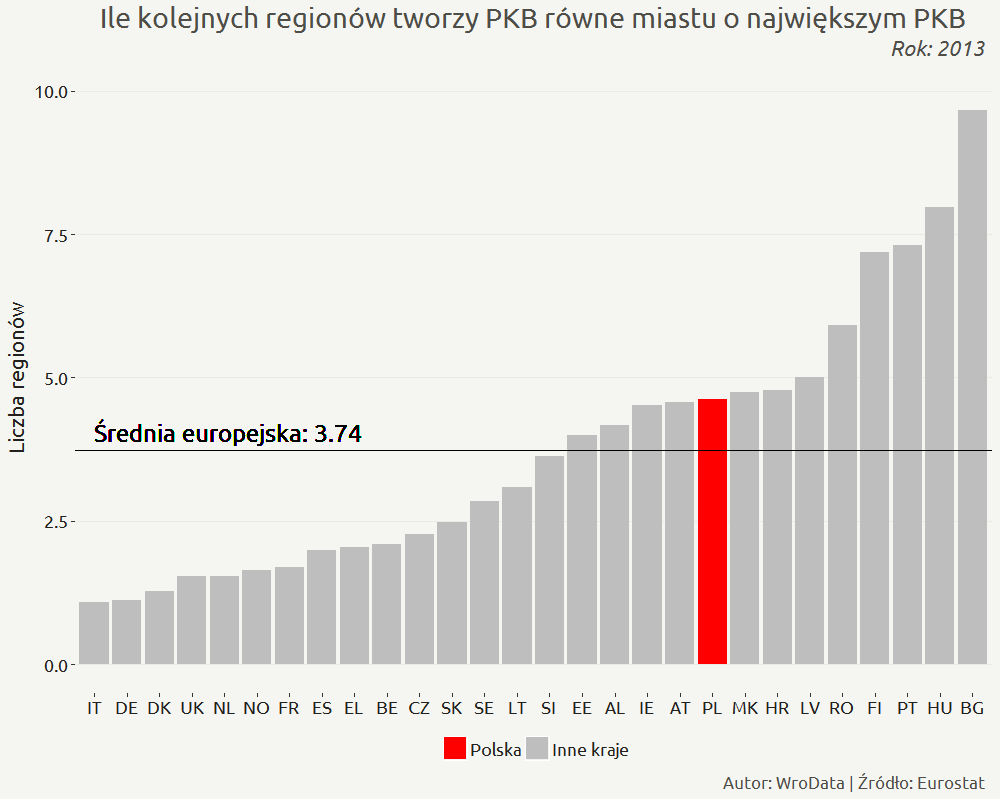 Ile kolejnych regionów tworzy PKB równe miastu o największym PKB
Rok: 2013
Liczba regionów
10.0
7.5
5.0
2.5
0.0
Średnia europejska: 3.74
IT DE DK UK NL NO FR ES EL BE CZ SK SE LT SI EE AL IE AT PL MK HR LV RO FI PT HU BG
Polska Inne kraje
Autor: WroData | Źródło: Eurostat